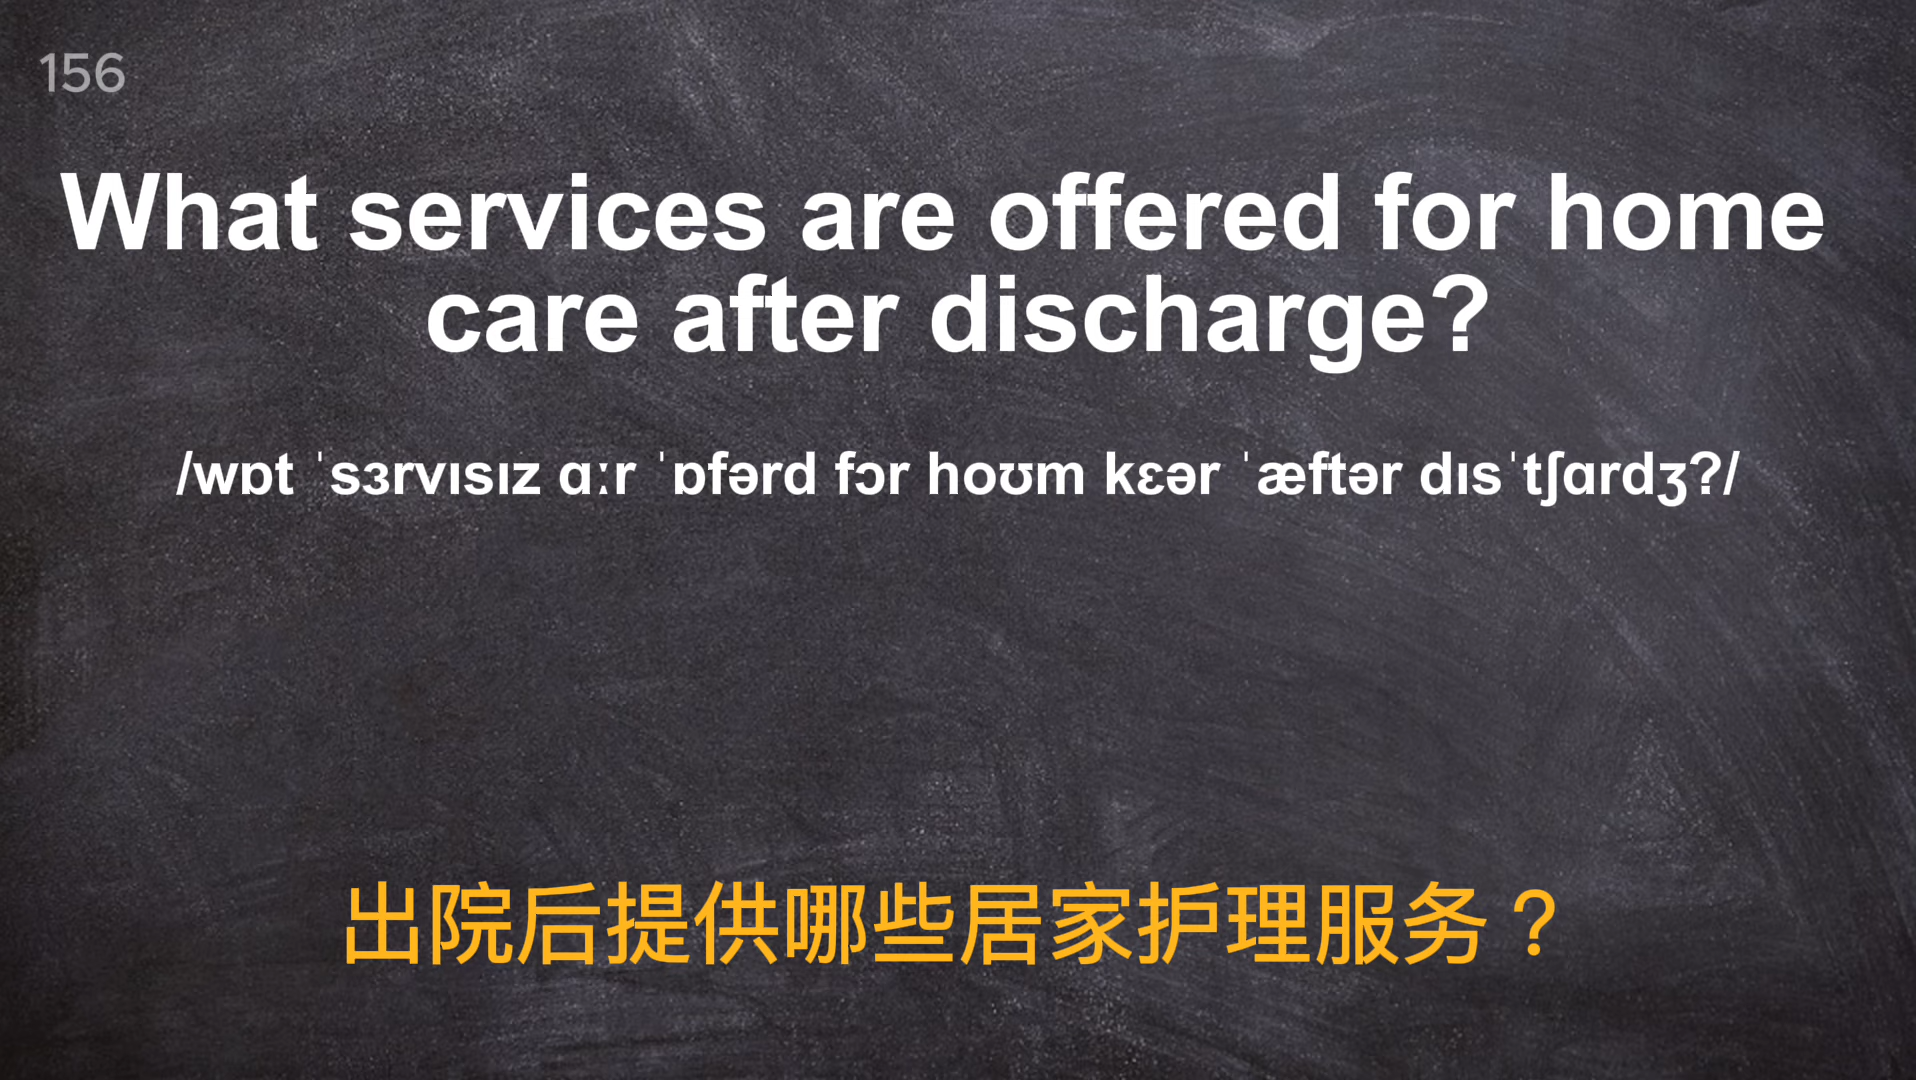 156
What services are offered for home
care after discharge?
/wɒt ˈsɜrvɪsɪz ɑːr ˈɒfərd fɔr hoʊm kɛər ˈæftər dɪsˈtʃɑrdʒ?/
出院后提供哪些居家护理服务？